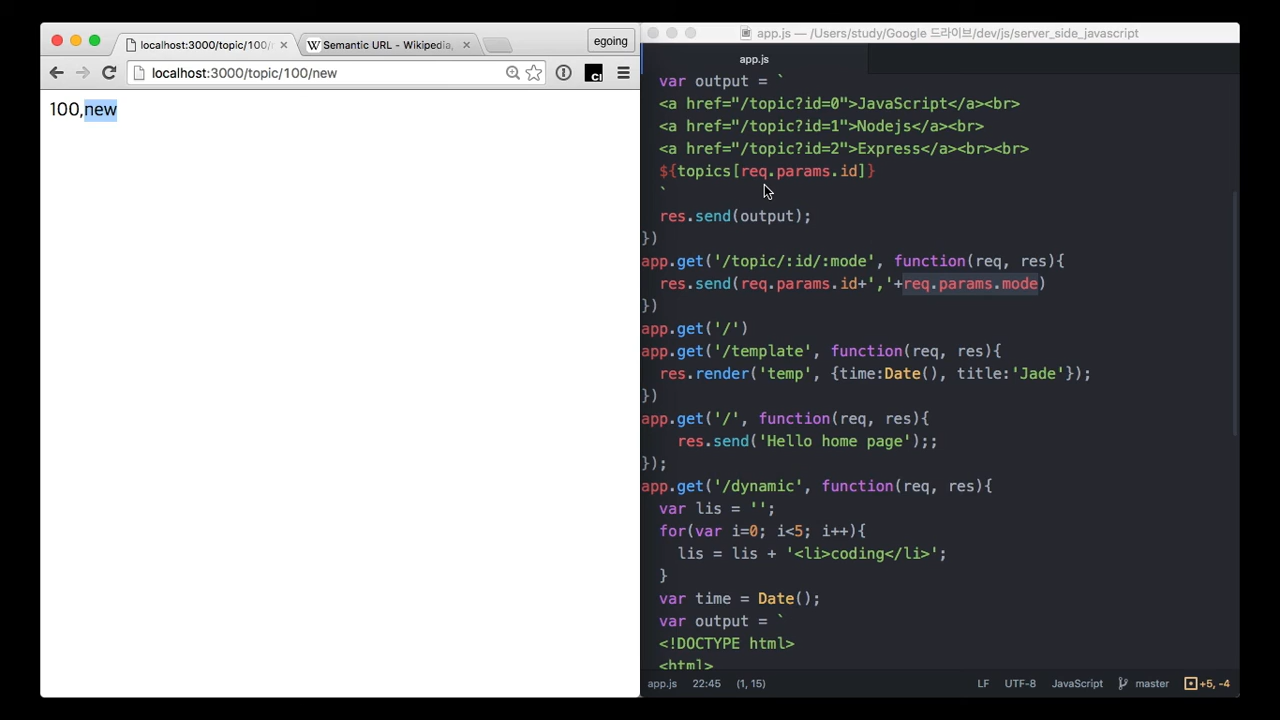 localhost:3000/topic/100/
Semantic URL - Wikipedia,
egoing
localhost:3000/topic/100/new
100,new
app.js — /Users/study/Google 드라이브/dev/js/server_side_javascript
app.js
var output = `
<a href="/topic?id=0">JavaScript</a><br>
<a href="/topic?id=1">Nodejs</a><br>
<a href="/topic?id=2">Express</a><br><br>
${topics[req.params.id]}
`
res.send(output);
})
app.get('/topic/:id/:mode', function(req, res){
res.send(req.params.id+','+req.params.mode)
})
app.get('/')
app.get('/template', function(req, res){
res.render('temp', {time:Date(), title:'Jade'});
})
app.get('/', function(req, res){
res.send('Hello home page');;
});
app.get('/dynamic', function(req, res){
var lis = '';
for(var i=0; i<5; i++){
lis = lis + '<li>coding</li>';
}
var time = Date();
var output = `
<!DOCTYPE html>
<html>
app.js 22:45 (1, 15) LF UTF-8 JavaScript master +5, -4